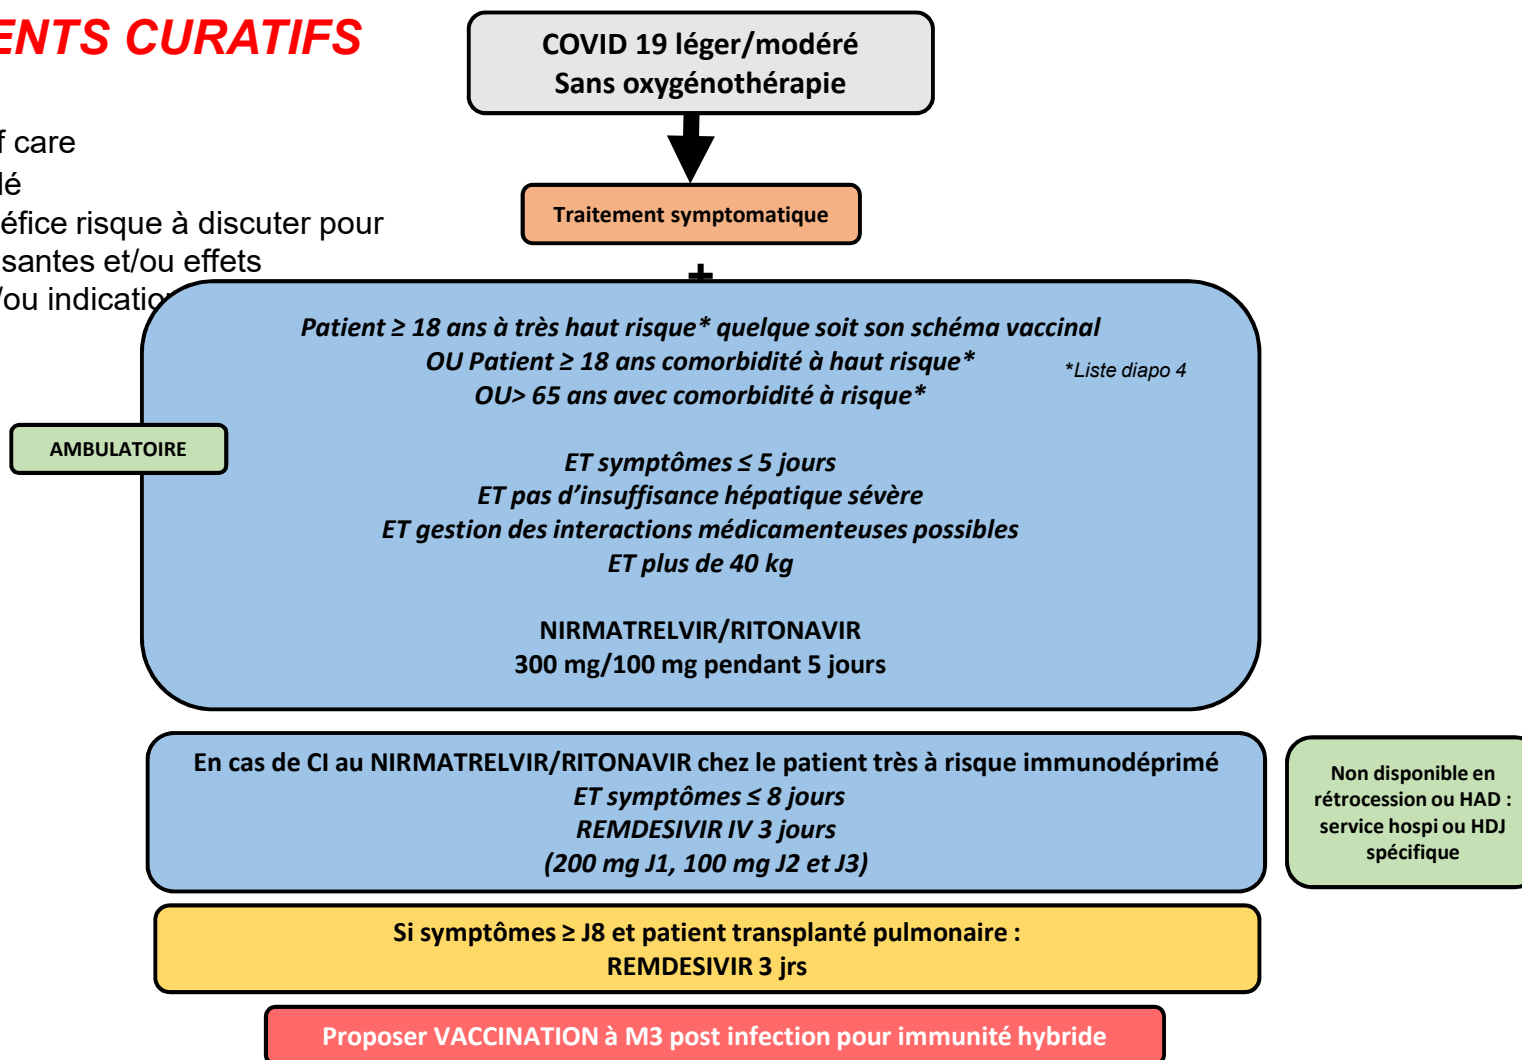 ENTS CURATIFS
COVID 19 léger/modéré
Sans oxygénothérapie
f care
lé
éfice risque à discuter pour
santes et/ou effets
/ou indication
Traitement symptomatique
+
Patient ≥ 18 ans à très haut risque* quelque soit son schéma vaccinal
OU Patient ≥ 18 ans comorbidité à haut risque*
*Liste diapo 4
OU> 65 ans avec comorbidité à risque*
AMBULATOIRE
ET symptômes ≤ 5 jours
ET pas d’insuffisance hépatique sévère
ET gestion des interactions médicamenteuses possibles
ET plus de 40 kg
NIRMATRELVIR/RITONAVIR
300 mg/100 mg pendant 5 jours
En cas de CI au NIRMATRELVIR/RITONAVIR chez le patient très à risque immunodéprimé
ET symptômes ≤ 8 jours
REMDESIVIR IV 3 jours
(200 mg J1, 100 mg J2 et J3)
Non disponible en
rétrocession ou HAD :
service hospi ou HDJ
spécifique
Si symptômes ≥ J8 et patient transplanté pulmonaire :
REMDESIVIR 3 jrs
Proposer VACCINATION à M3 post infection pour immunité hybride